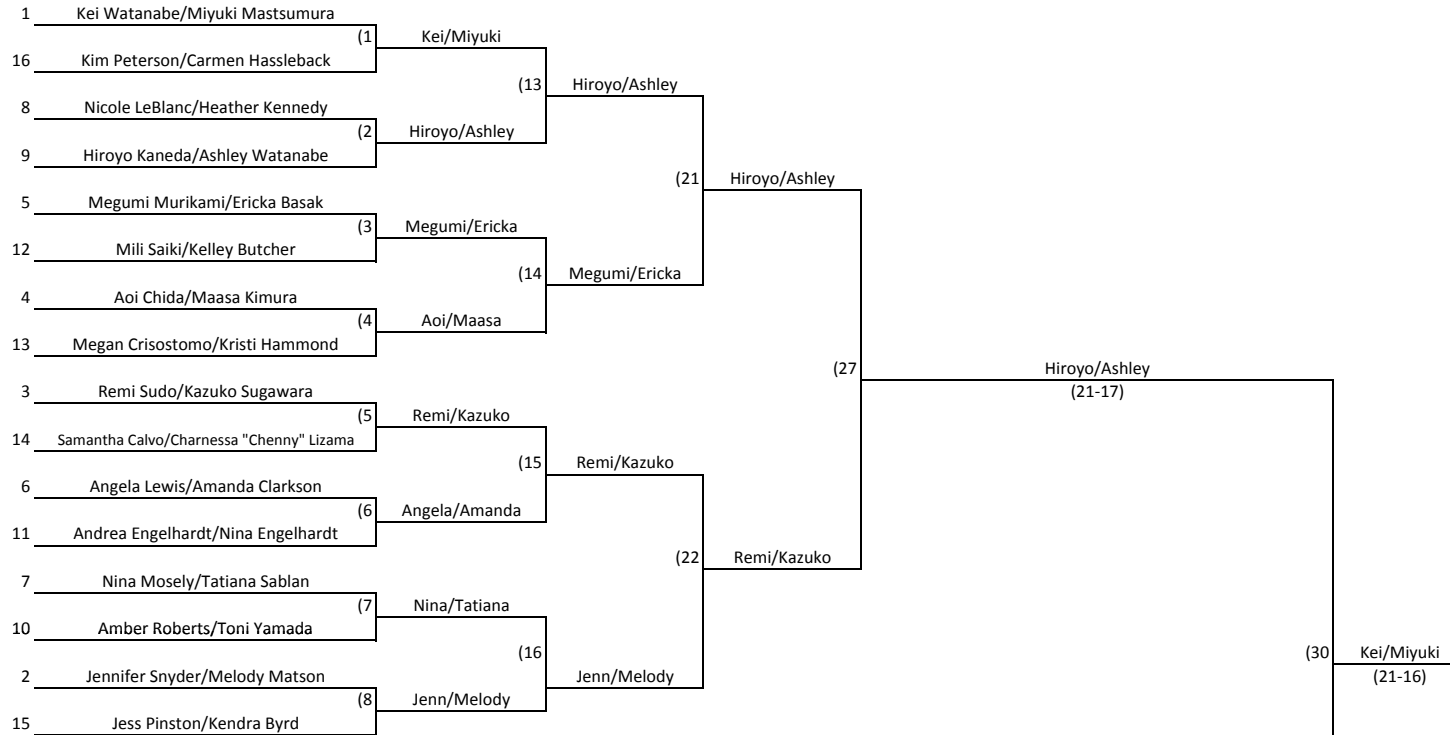 1 Kei Watanabe/Miyuki Mastsumura
(1 Kei/Miyuki
16 Kim Peterson/Carmen Hassleback
(13 Hiroyo/Ashley
8 Nicole LeBlanc/Heather Kennedy
(2 Hiroyo/Ashley
9 Hiroyo Kaneda/Ashley Watanabe
(21 Hiroyo/Ashley
5 Megumi Murikami/Ericka Basak
(3 Megumi/Ericka
12 Mili Saiki/Kelley Butcher
(14 Megumi/Ericka
4 Aoi Chida/Maasa Kimura
(4 Aoi/Maasa
13 Megan Crisostomo/Kristi Hammond
(27 Hiroyo/Ashley
(21-17)
3 Remi Sudo/Kazuko Sugawara
(5 Remi/Kazuko
14 Samantha Calvo/Charnessa "Chenny" Lizama
(15 Remi/Kazuko
6 Angela Lewis/Amanda Clarkson
(6 Angela/Amanda
11 Andrea Engelhardt/Nina Engelhardt
(22 Remi/Kazuko
7 Nina Mosely/Tatiana Sablan
(7 Nina/Tatiana
10 Amber Roberts/Toni Yamada
(16 Jenn/Melody
(30 Kei/Miyuki
(21-16)
2 Jennifer Snyder/Melody Matson
(8 Jenn/Melody
15 Jess Pinston/Kendra Byrd